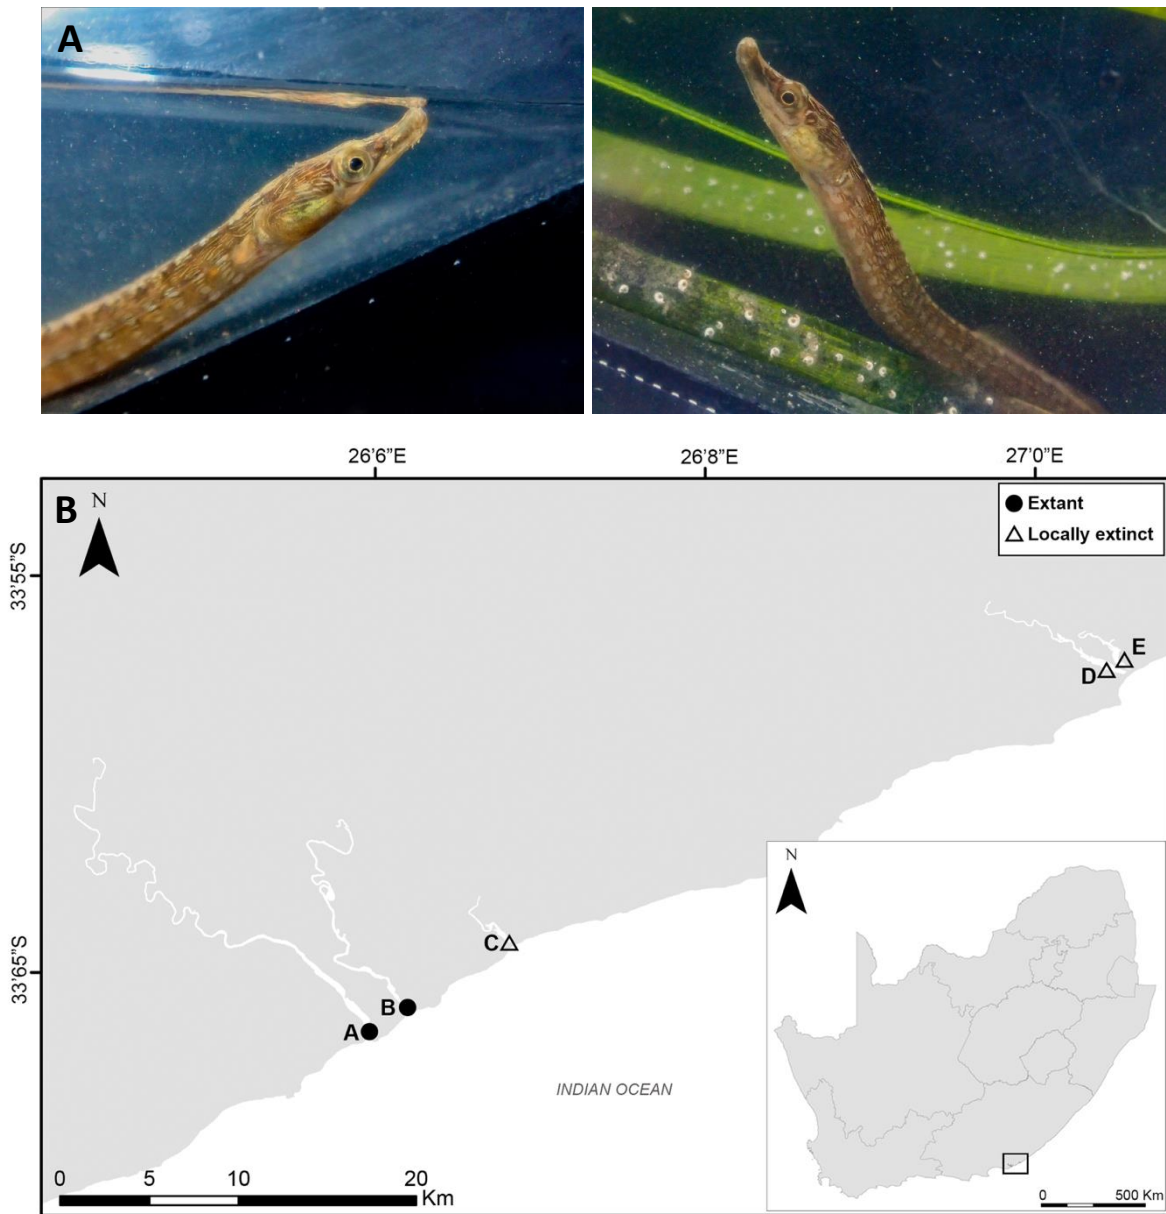 A
26'6”E
26'8”E
27'0”E
B
N
Extant
Locally extinct
33'55”S
E
D
C
33'65”S
B
A
INDIAN OCEAN
N
0
5
10
20
Km
0
500 Km